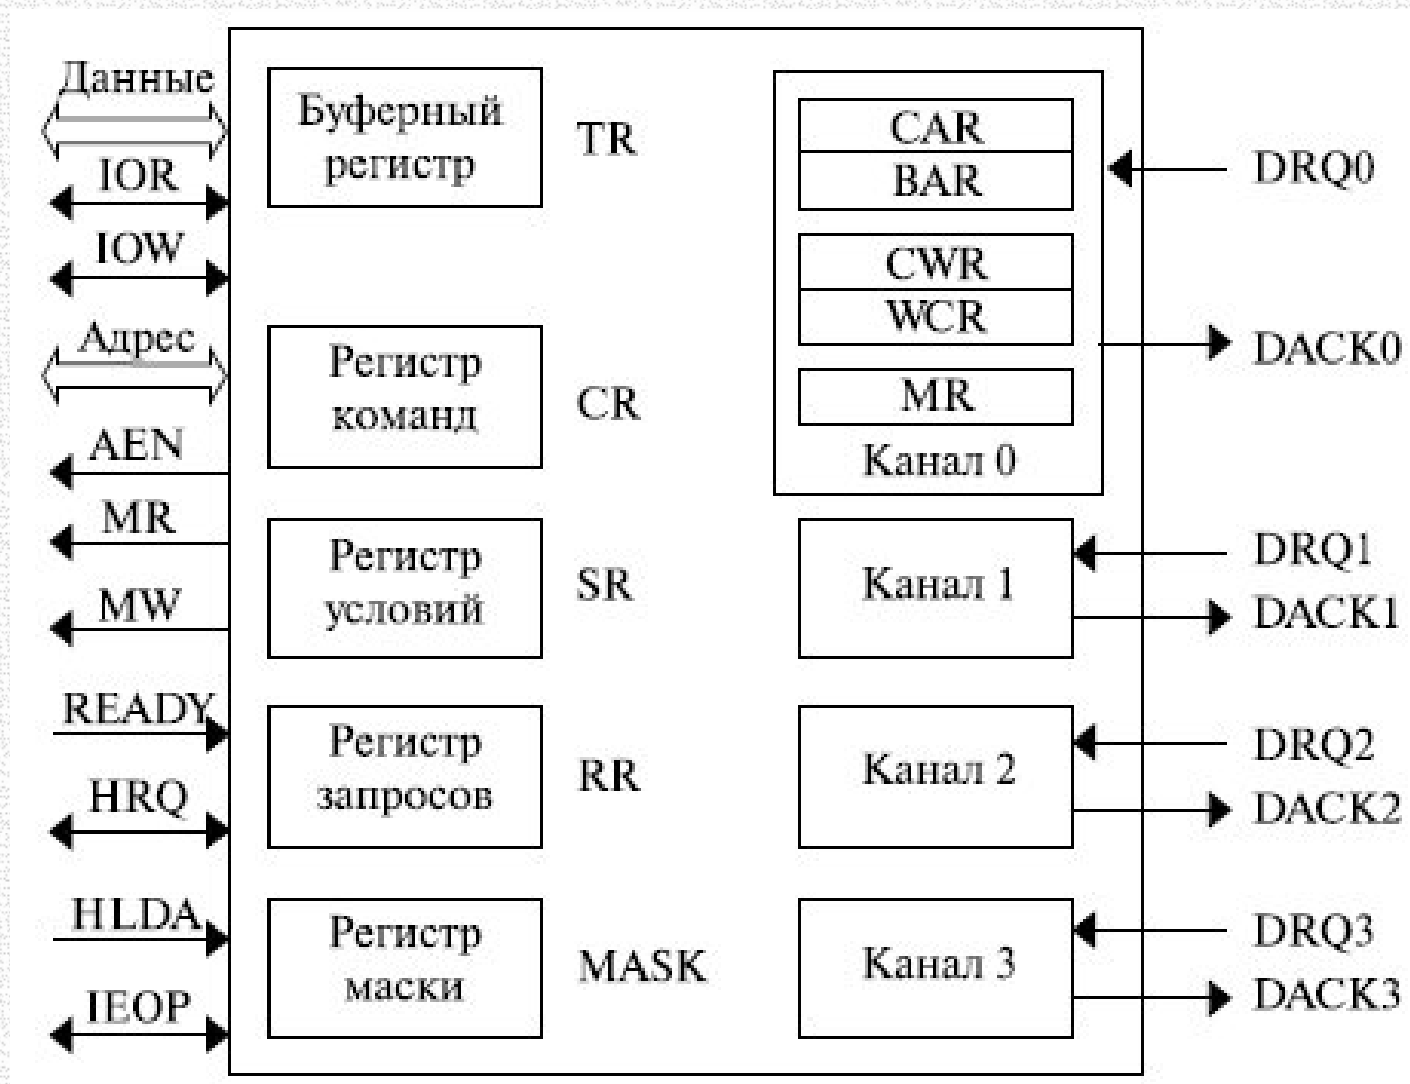 Данные
IOR
IOW
Адрес
AEN
MR
MW
READY
HRQ
HLDA
IEOP
Буферный
регистр
TR
Регистр
команд
CR
Регистр
условий
SR
Регистр
запросов
RR
Регистр
маски
MASK
CAR
BAR
CWR
WCR
MR
Канал 0
Канал 1
Канал 2
Канал 3
DRQ0
DACK0
DRQ1
DACK1
DRQ2
DACK2
DRQ3
DACK3